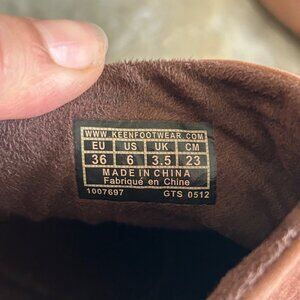 WWW.KEENFOOTWEAR.COM
EU US UK CM
36 6 3.5 23
MADE IN CHINA
Fabriqué en Chine
1007697 GTS 0512